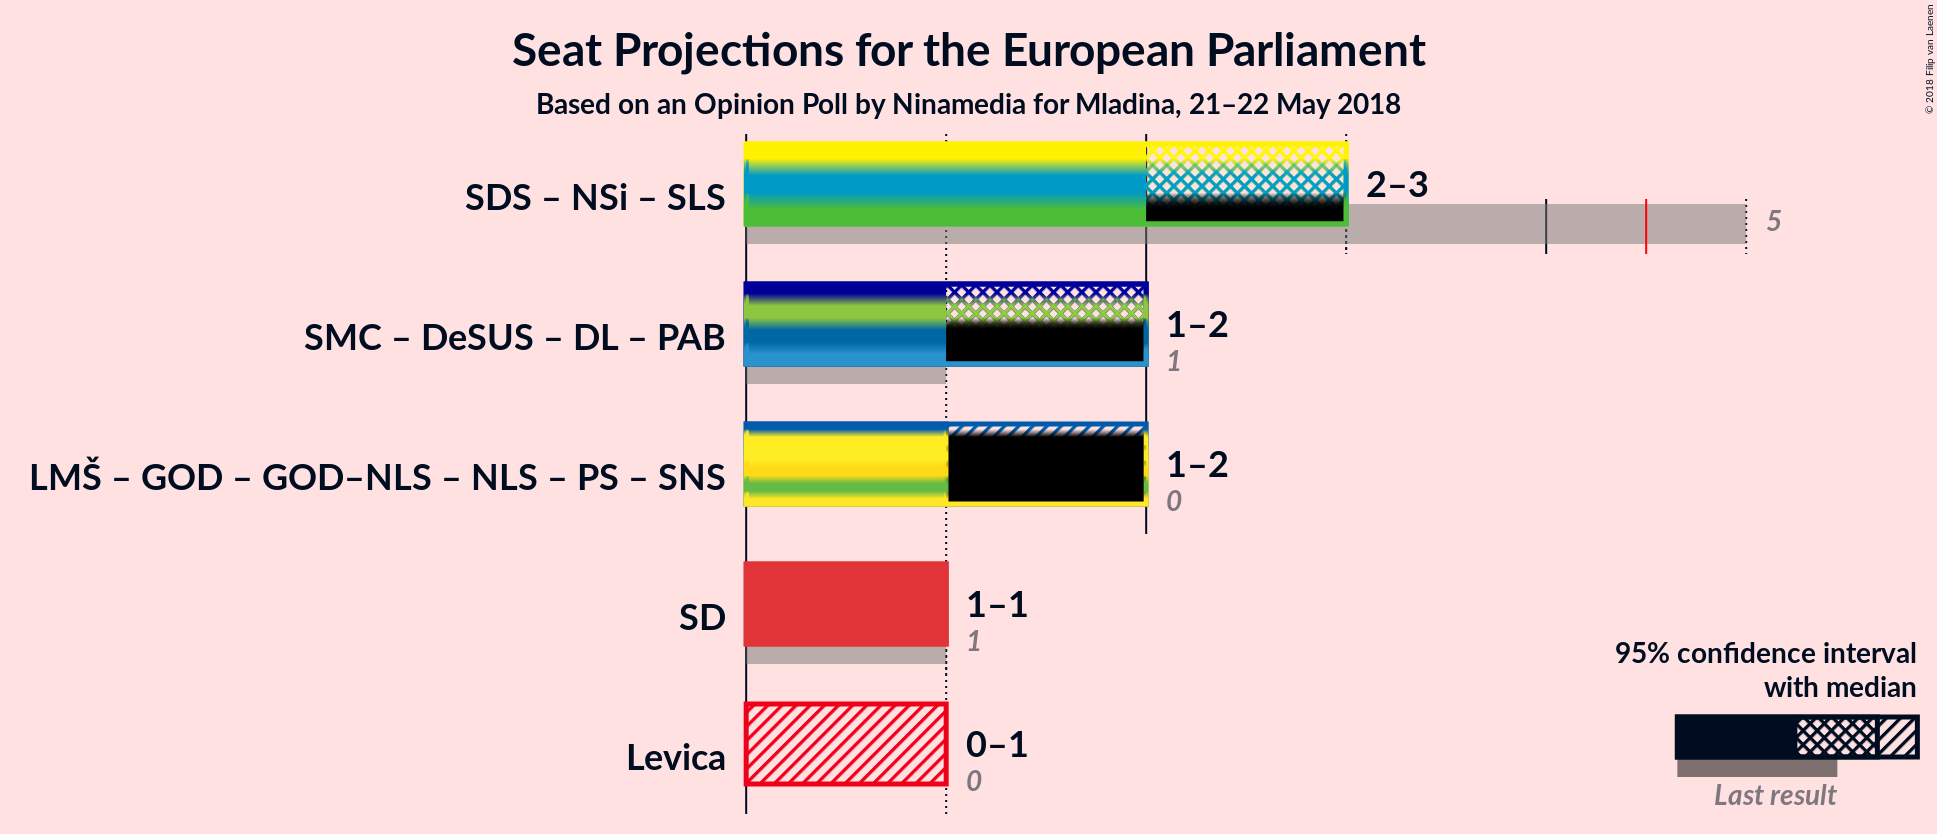 Seat Projections for the European Parliament
Based on an Opinion Poll by Ninamedia for Mladina, 21–22 May 2018
© 2018 Filip van Laenen
SDS – NSi – SLS
2–3
5
SMC – DeSUS – DL – PAB
1–2
1
LMŠ – GOD – GOD–NLS – NLS – PS – SNS
1–2
0
SD
1–1
1
Levica
0–1
0
95% confidence interval
with median
Last result